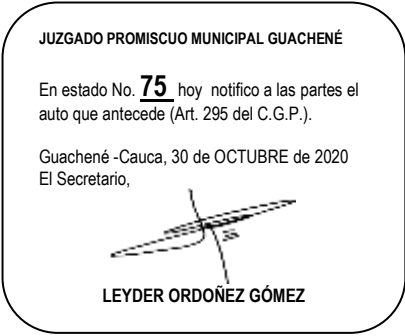 JUZGADO PROMISCUO MUNICIPAL GUACHENÉ
En estado No. 75 hoy notifico a las partes el
auto que antecede (Art. 295 del C.G.P.).
Guachené -Cauca, 30 de OCTUBRE de 2020
El Secretario,
LEYDER ORDOÑEZ GÓMEZ